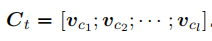 C_t = [v_{c_1}; v_{c_2}; ⋯ , v_{c_l}].